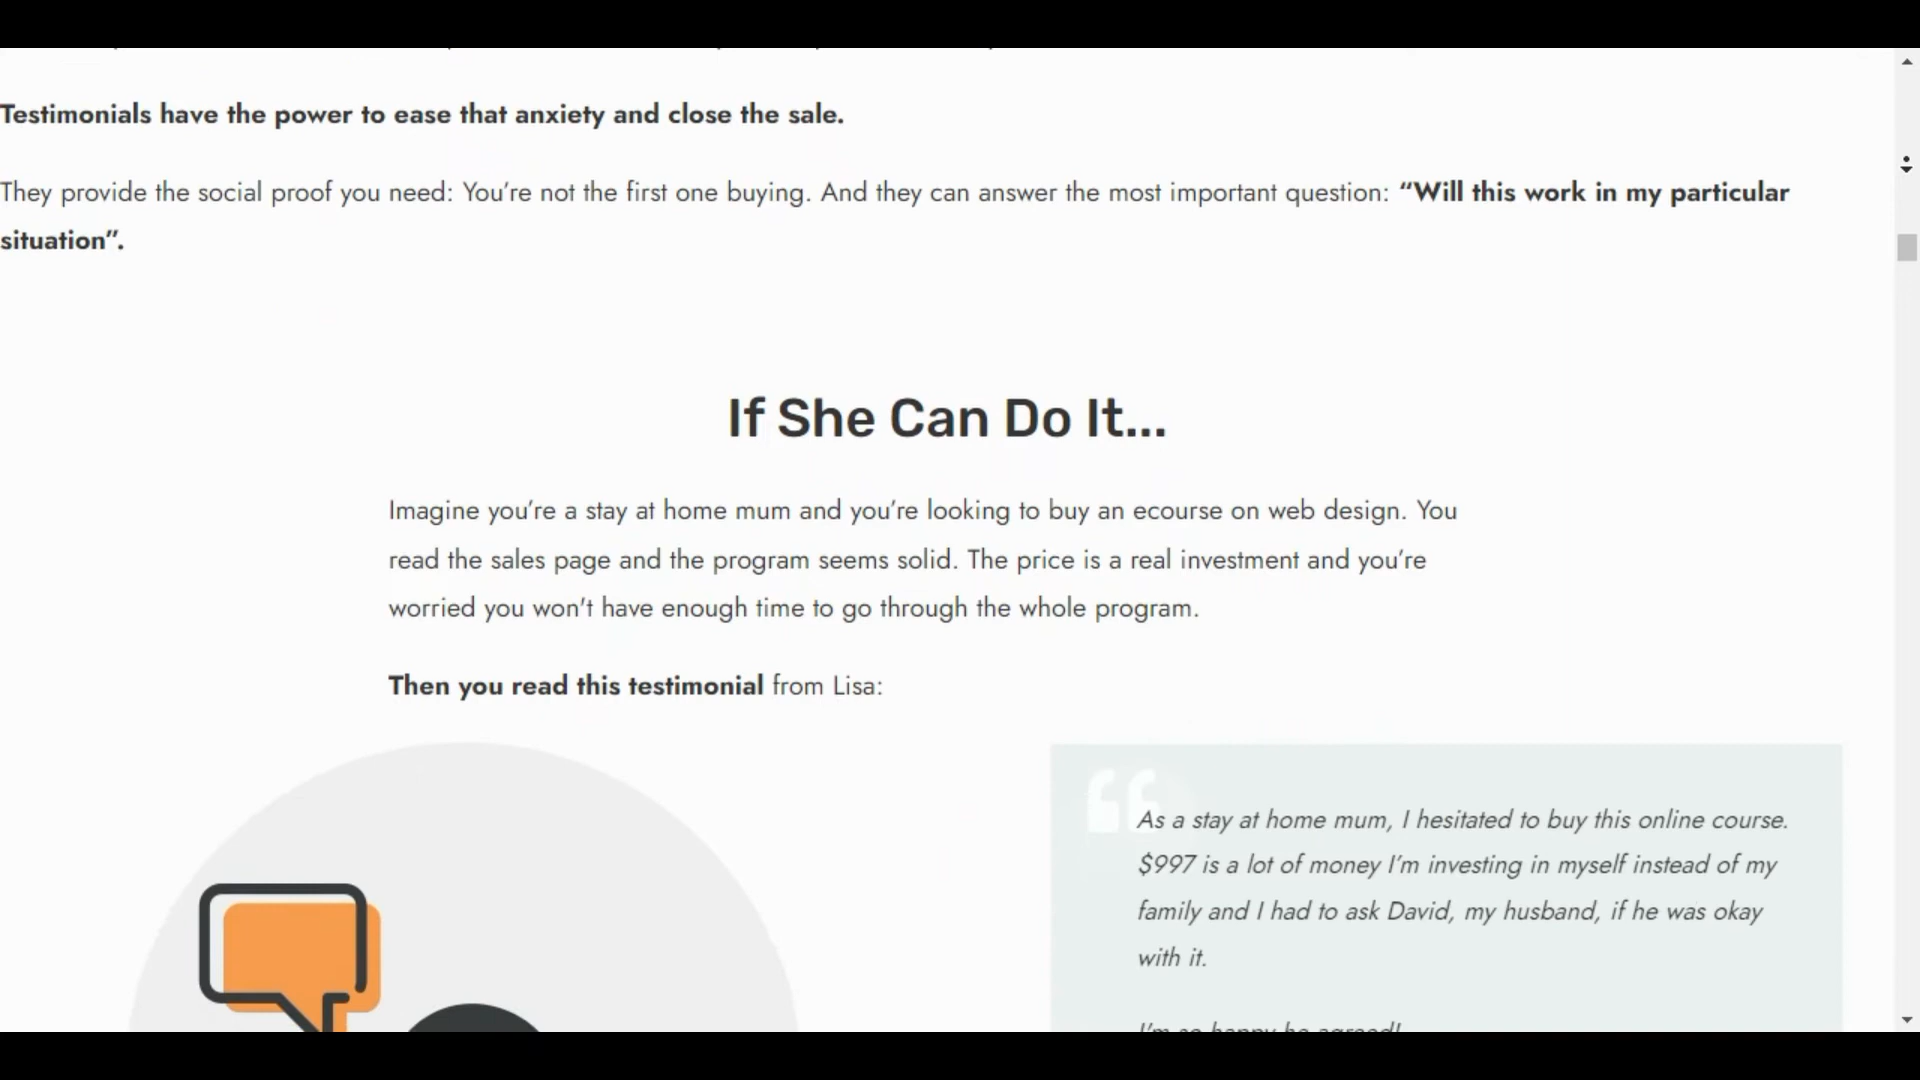 Testimonials have the power to ease that anxiety and close the sale.
They provide the social proof you need: You’re not the first one buying. And they can answer the most important question: “Will this work in my particular
situation”.
If She Can Do It...
Imagine you’re a stay at home mum and you’re looking to buy an ecourse on web design. You
read the sales page and the program seems solid. The price is a real investment and you’re
worried you won’t have enough time to go through the whole program.
Then you read this testimonial from Lisa:
As a stay at home mum, I hesitated to buy this online course.
$997 is a lot of money I’m investing in myself instead of my
family and I had to ask David, my husband, if he was okay
with it.
I’m so happy he agreed!